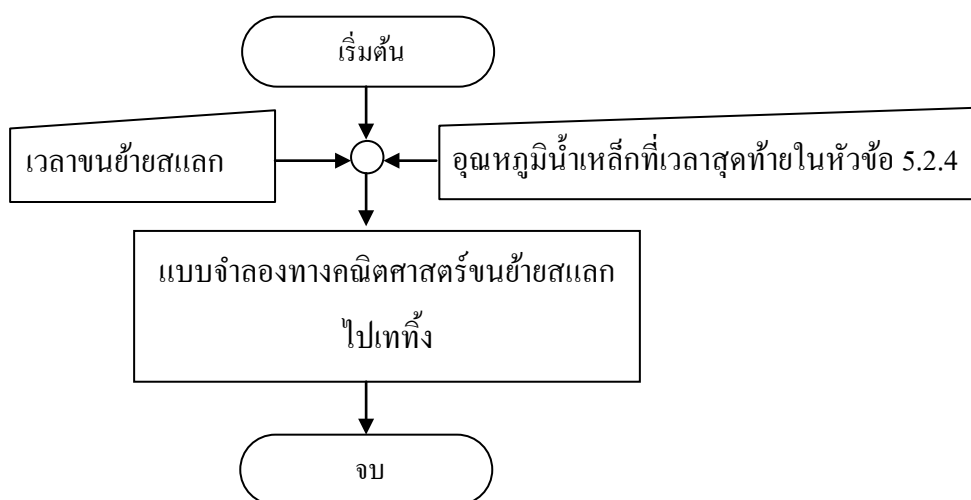 เริ่มต้น
เวลาขนย้ายสแลก
อุณหภูมิน้ำเหล็กที่เวลาสุดท้ายในหัวข้อ 5.2.4
แบบจำลองทางคณิตศาสตร์ขนย้ายสแลก
ไปเททิ้ง
จบ